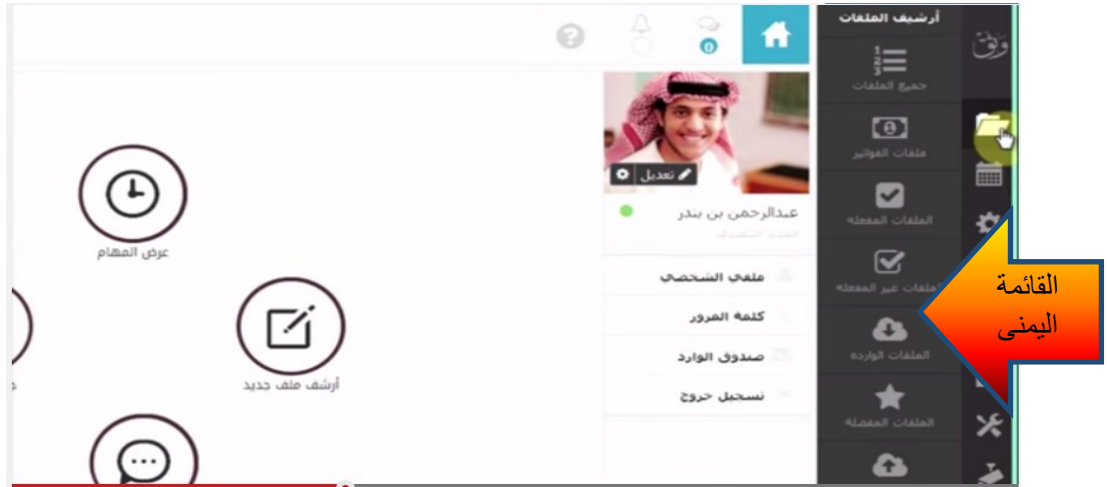 أرشيف الملفات
جميع الملفات
ملفات الفواتير
الملفات المفعله
الملفات غير المفعله
الملفات الوارده
الملفات المفضلة
وثق
القائمة
اليمنى
0
تعديل
عبدالرحمن بن بندر
ملفي الشخصي
كلمة المرور
صندوق الوارد
تسجيل خروج
عرض المهام
أرشف ملف جديد